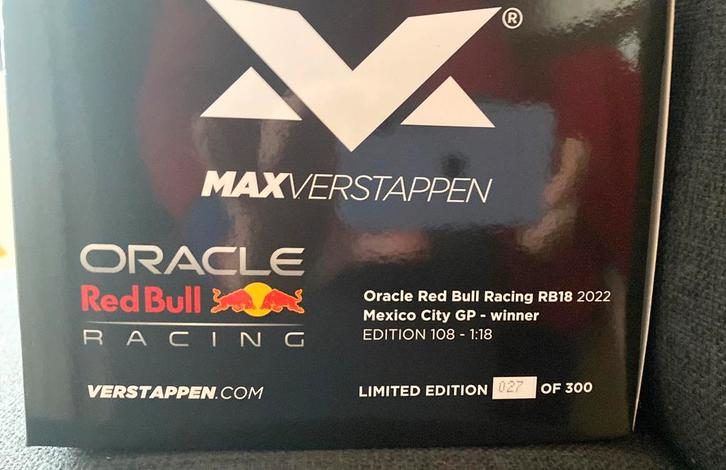 ®
MAXVERSTAPPEN
ORACLE
Red Bull
RACING
Oracle Red Bull Racing RB18 2022
Mexico City GP - winner
EDITION 108 - 1:18
VERSTAPPEN.COM
LIMITED EDITION 027 OF 300